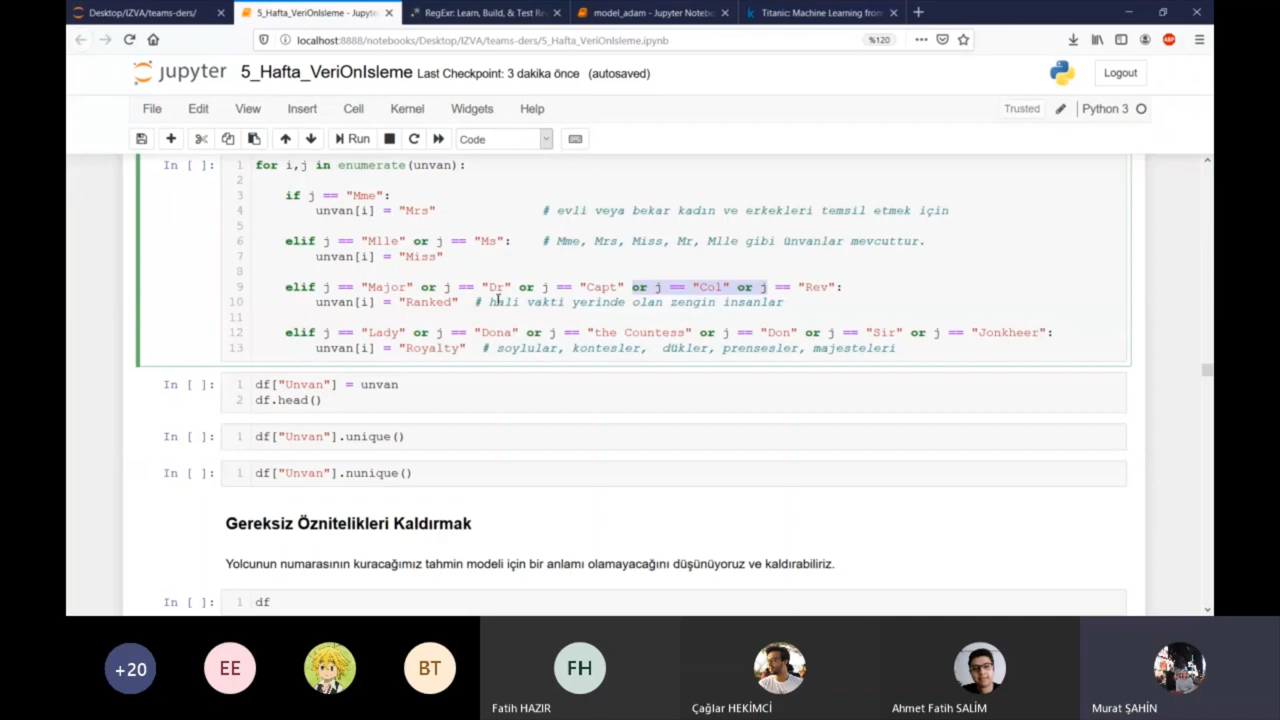 Desktop/IZVA/teams-ders/
5_Hafta_VeriOnIsleme - Jupyte
RegExr: Learn, Build, & Test Re
model_adam - Jupyter Notebo
Titanic: Machine Learning from
localhost:8888/notebooks/Desktop/IZVA/teams-ders/5_Hafta_VeriOnIsleme.ipynb
%120
ABP
jupyter 5_Hafta_VeriOnIsleme Last Checkpoint: 3 dakika önce (autosaved)
Logout
File Edit View Insert Cell Kernel Widgets Help
Trusted Python 3
Run Code
In [ ]:
1 for i,j in enumerate(unvan):
2
3 if j == "Mme":
4 unvan[i] = "Mrs" # evli veya bekar kadın ve erkekleri temsil etmek için
5
6 elif j == "Mlle" or j == "Ms": # Mme, Mrs, Miss, Mr, Mlle gibi ünvanlar mevcuttur.
7 unvan[i] = "Miss"
8
9 elif j == "Major" or j == "Dr" or j == "Capt" or j == "Col" or j == "Rev":
10 unvan[i] = "Ranked" # hali vakti yerinde olan zengin insanlar
11
12 elif j == "Lady" or j == "Dona" or j == "the Countess" or j == "Don" or j == "Sir" or j == "Jonkheer":
13 unvan[i] = "Royalty" # soylular, kontesler, dükler, prensesler, majesteleri
In [ ]:
1 df["Unvan"] = unvan
2 df.head()
In [ ]:
1 df["Unvan"].unique()
In [ ]:
1 df["Unvan"].nunique()
Gereksiz Öznitelikleri Kaldırmak
Yolcunun numarasının kuracağımız tahmin modeli için bir anlamı olamayacağını düşünüyoruz ve kaldırabiliriz.
In [ ]:
1 df
+20
EE
BT
FH
Fatih HAZIR
Çağlar HEKİMCİ
Ahmet Fatih SALİM
Murat ŞAHİN